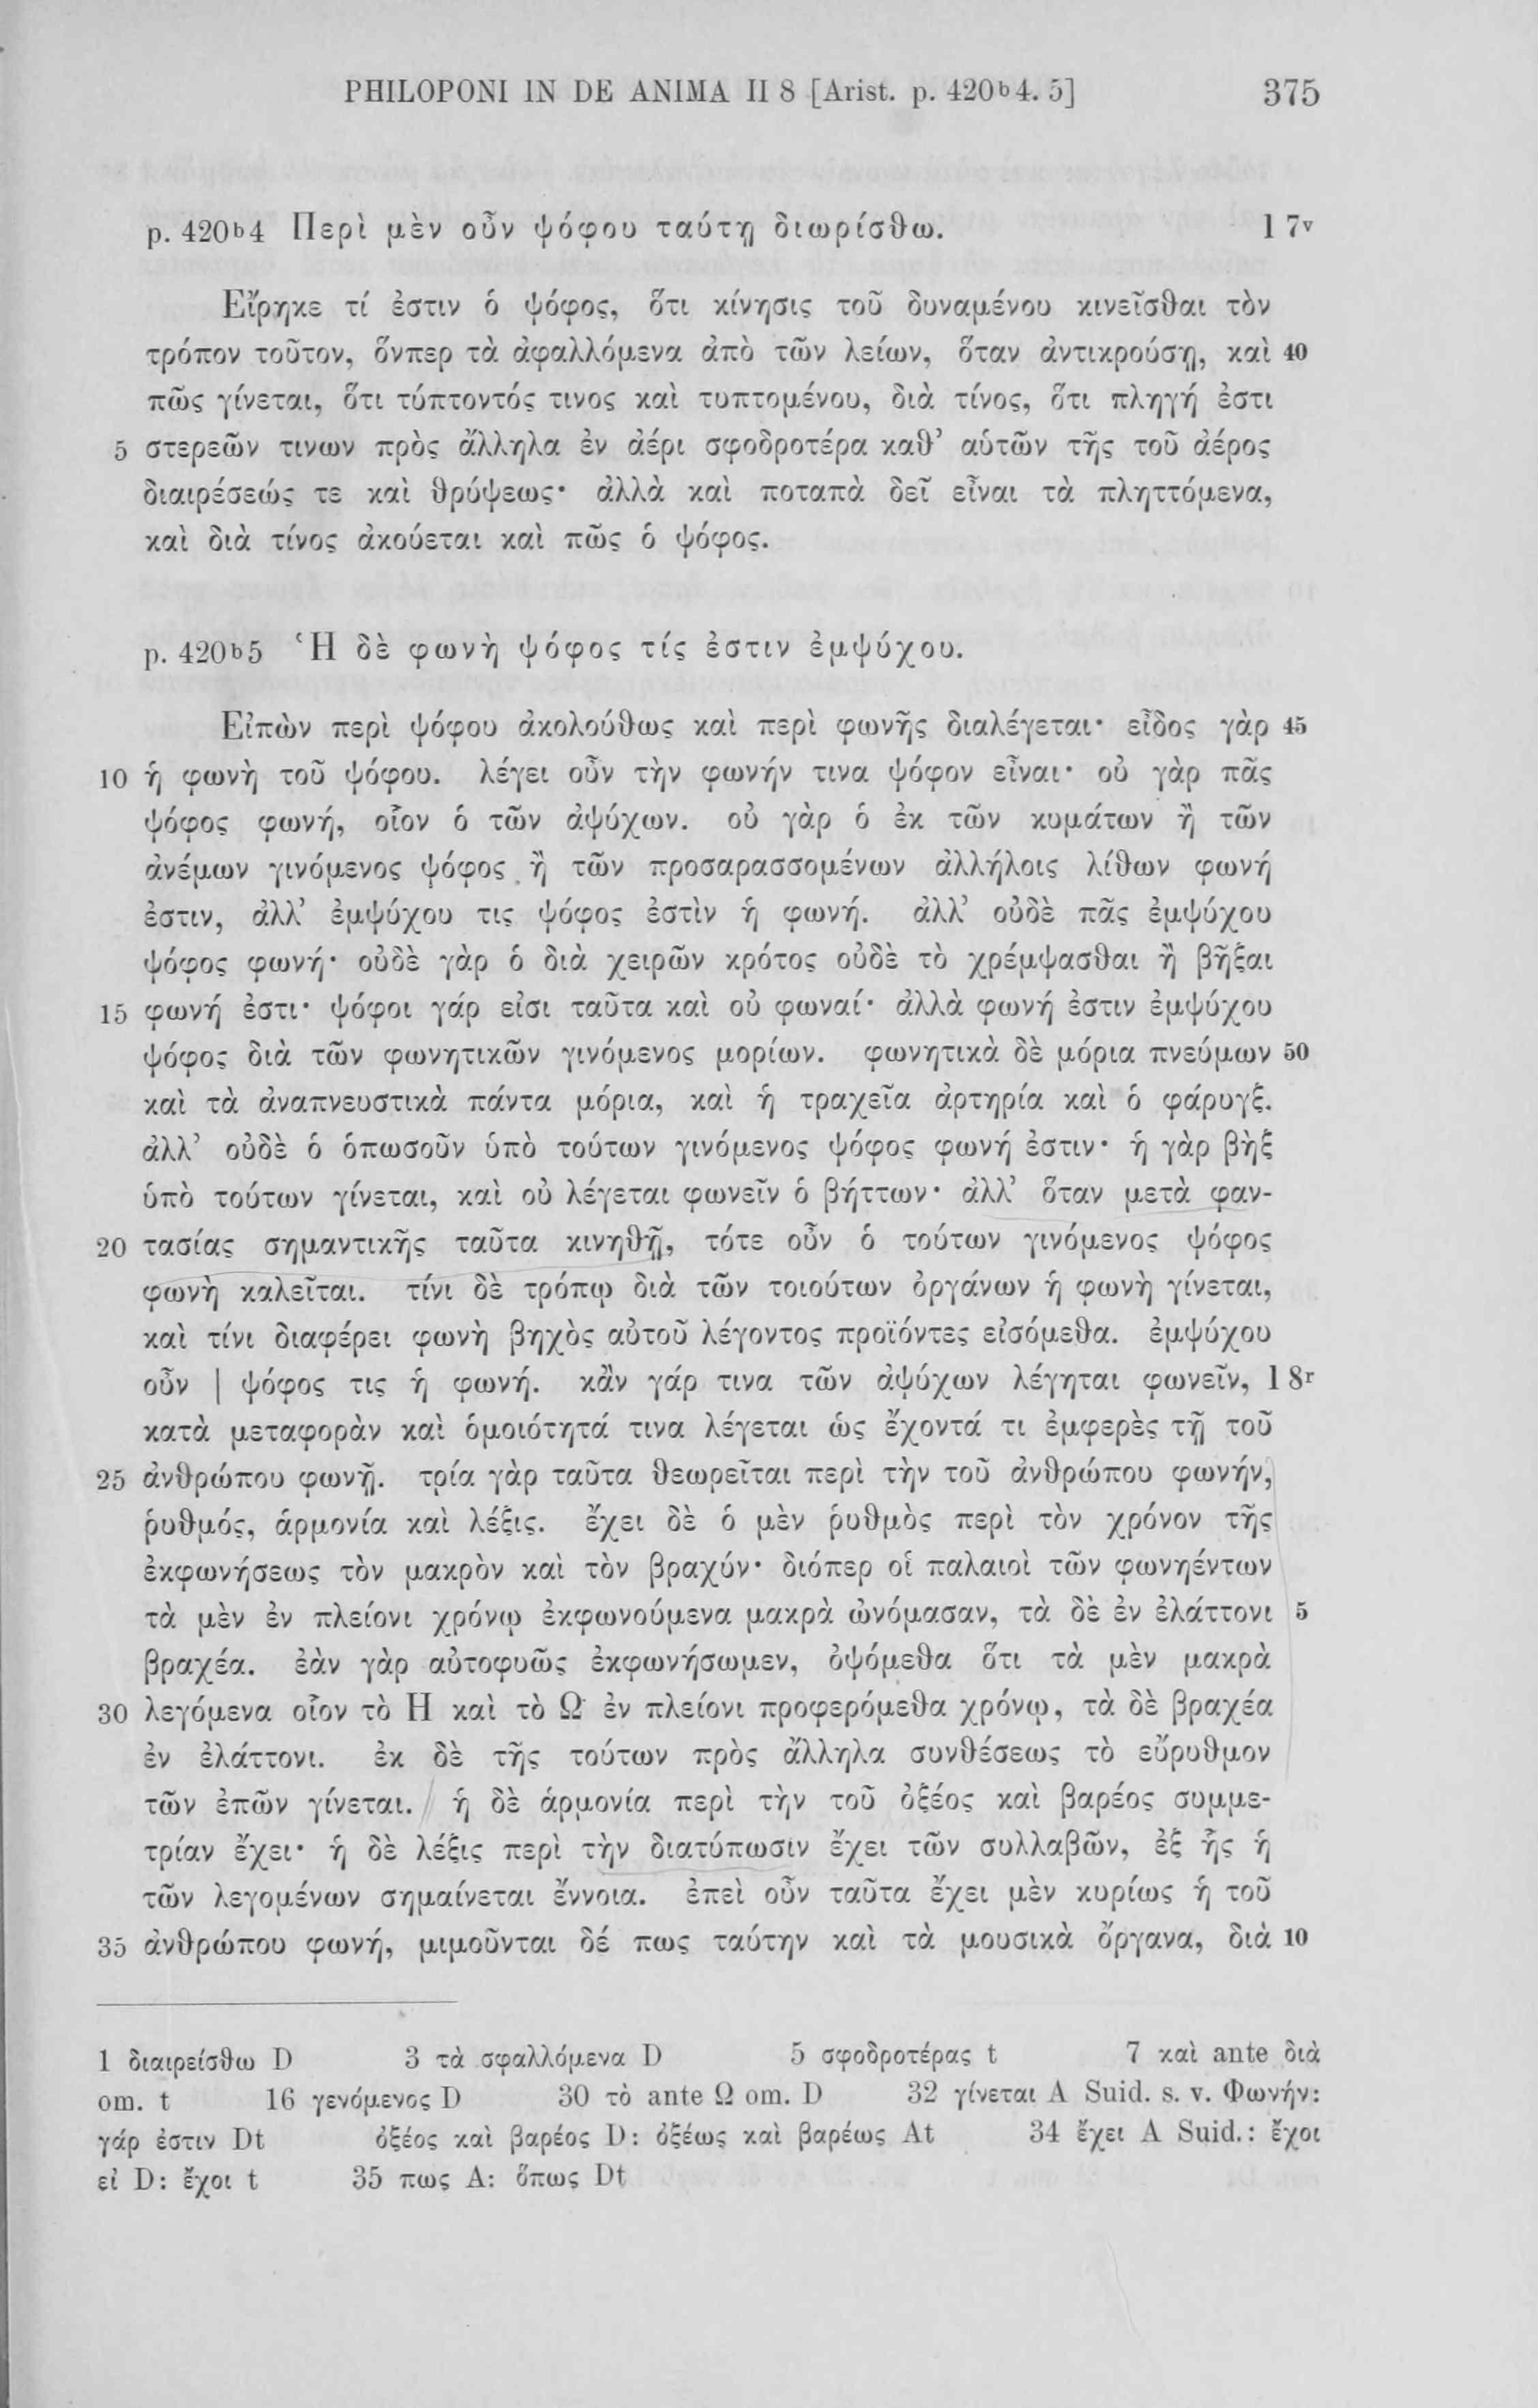 PHILOPONI IN DE ANIMA II 8 [Arist. p. 420ᵇ4. 5] 375
p. 420ᵇ4 Περὶ μὲν οὖν ψόφου ταύτῃ διωρίσθω. 17ᵛ
Εἴρηκε τί ἐστιν ὁ ψόφος, ὅτι κίνησις τοῦ δυναμένου κινεῖσθαι τὸν
τρόπον τοῦτον, ὅνπερ τὰ ἀφαλλόμενα ἀπὸ τῶν λείων, ὅταν ἀντικρούσῃ, καὶ 40
πῶς γίνεται, ὅτι τύπτοντός τινος καὶ τυπτομένου, διὰ τίνος, ὅτι πληγή ἐστι
5 στερεῶν τινων πρὸς ἄλληλα ἐν ἀέρι σφοδροτέρα καθ’ αὑτῶν τῆς τοῦ ἀέρος
διαιρέσεώς τε καὶ θρύψεως· ἀλλὰ καὶ ποταπὰ δεῖ εἶναι τὰ πληττόμενα,
καὶ διὰ τίνος ἀκούεται καὶ πῶς ὁ ψόφος.
p. 420ᵇ5 Ἡ δὲ φωνὴ ψόφος τίς ἐστιν ἐμψύχου.
Εἰπὼν περὶ ψόφου ἀκολούθως καὶ περὶ φωνῆς διαλέγεται· εἶδος γὰρ 45
10 ἡ φωνὴ τοῦ ψόφου. λέγει οὖν τὴν φωνήν τινα ψόφον εἶναι· οὐ γὰρ πᾶς
ψόφος φωνή, οἷον ὁ τῶν ἀψύχων. οὐ γὰρ ὁ ἐκ τῶν κυμάτων ἢ τῶν
ἀνέμων γινόμενος ψόφος ἢ τῶν προσαρασσομένων ἀλλήλοις λίθων φωνή
ἐστιν, ἀλλ’ ἐμψύχου τις ψόφος ἐστὶν ἡ φωνή. ἀλλ’ οὐδὲ πᾶς ἐμψύχου
ψόφος φωνή· οὐδὲ γὰρ ὁ διὰ χειρῶν κρότος οὐδὲ τὸ χρέμψασθαι ἢ βῆξαι
15 φωνή ἐστι· ψόφοι γάρ εἰσι ταῦτα καὶ οὐ φωναί· ἀλλὰ φωνή ἐστιν ἐμψύχου
ψόφος διὰ τῶν φωνητικῶν γινόμενος μορίων. φωνητικὰ δὲ μόρια πνεύμων 50
καὶ τὰ ἀναπνευστικὰ πάντα μόρια, καὶ ἡ τραχεῖα ἀρτηρία καὶ ὁ φάρυγξ.
ἀλλ’ οὐδὲ ὁ ὁπωσοῦν ὑπὸ τούτων γινόμενος ψόφος φωνή ἐστιν· ἡ γὰρ βὴξ
ὑπὸ τούτων γίνεται, καὶ οὐ λέγεται φωνεῖν ὁ βήττων· ἀλλ’ ὅταν μετὰ φαν-
20 τασίας σημαντικῆς ταῦτα κινηθῇ, τότε οὖν ὁ τούτων γινόμενος ψόφος
φωνὴ καλεῖται. τίνι δὲ τρόπῳ διὰ τῶν τοιούτων ὀργάνων ἡ φωνὴ γίνεται,
καὶ τίνι διαφέρει φωνὴ βηχὸς αὐτοῦ λέγοντος προϊόντες εἰσόμεθα. ἐμψύχου
οὖν | ψόφος τις ἡ φωνή. κἂν γάρ τινα τῶν ἀψύχων λέγηται φωνεῖν, 18ʳ
κατὰ μεταφορὰν καὶ ὁμοιότητά τινα λέγεται ὡς ἔχοντά τι ἐμφερὲς τῇ τοῦ
25 ἀνθρώπου φωνῇ. τρία γὰρ ταῦτα θεωρεῖται περὶ τὴν τοῦ ἀνθρώπου φωνήν,
ῥυθμός, ἁρμονία καὶ λέξις. ἔχει δὲ ὁ μὲν ῥυθμὸς περὶ τὸν χρόνον τῆς
ἐκφωνήσεως τὸν μακρὸν καὶ τὸν βραχύν· διόπερ οἱ παλαιοὶ τῶν φωνηέντων
τὰ μὲν ἐν πλείονι χρόνῳ ἐκφωνούμενα μακρὰ ὠνόμασαν, τὰ δὲ ἐν ἐλάττονι 5
βραχέα. ἐὰν γὰρ αὐτοφυῶς ἐκφωνήσωμεν, ὀψόμεθα ὅτι τὰ μὲν μακρὰ
30 λεγόμενα οἷον τὸ Η καὶ τὸ Ω ἐν πλείονι προφερόμεθα χρόνῳ, τὰ δὲ βραχέα
ἐν ἐλάττονι. ἐκ δὲ τῆς τούτων πρὸς ἄλληλα συνθέσεως τὸ εὔρυθμον
τῶν ἐπῶν γίνεται. ἡ δὲ ἁρμονία περὶ τὴν τοῦ ὀξέος καὶ βαρέος συμμε-
τρίαν ἔχει· ἡ δὲ λέξις περὶ τὴν διατύπωσιν ἔχει τῶν συλλαβῶν, ἐξ ἧς ἡ
τῶν λεγομένων σημαίνεται ἔννοια. ἐπεὶ οὖν ταῦτα ἔχει μὲν κυρίως ἡ τοῦ
35 ἀνθρώπου φωνή, μιμοῦνται δέ πως ταύτην καὶ τὰ μουσικὰ ὄργανα, διὰ 10
1 διαιρείσθω D 3 τὰ σφαλλόμενα D 5 σφοδροτέρας t 7 καὶ ante διὰ
om. t 16 γενόμενος D 30 τὸ ante Ω om. D 32 γίνεται A Suid. s. v. Φωνήν:
γάρ ἐστιν Dt ὀξέος καὶ βαρέος D: ὀξέως καὶ βαρέως At 34 ἔχει A Suid.: ἔχοι
εἰ D: ἔχοι t 35 πως A: ὅπως Dt